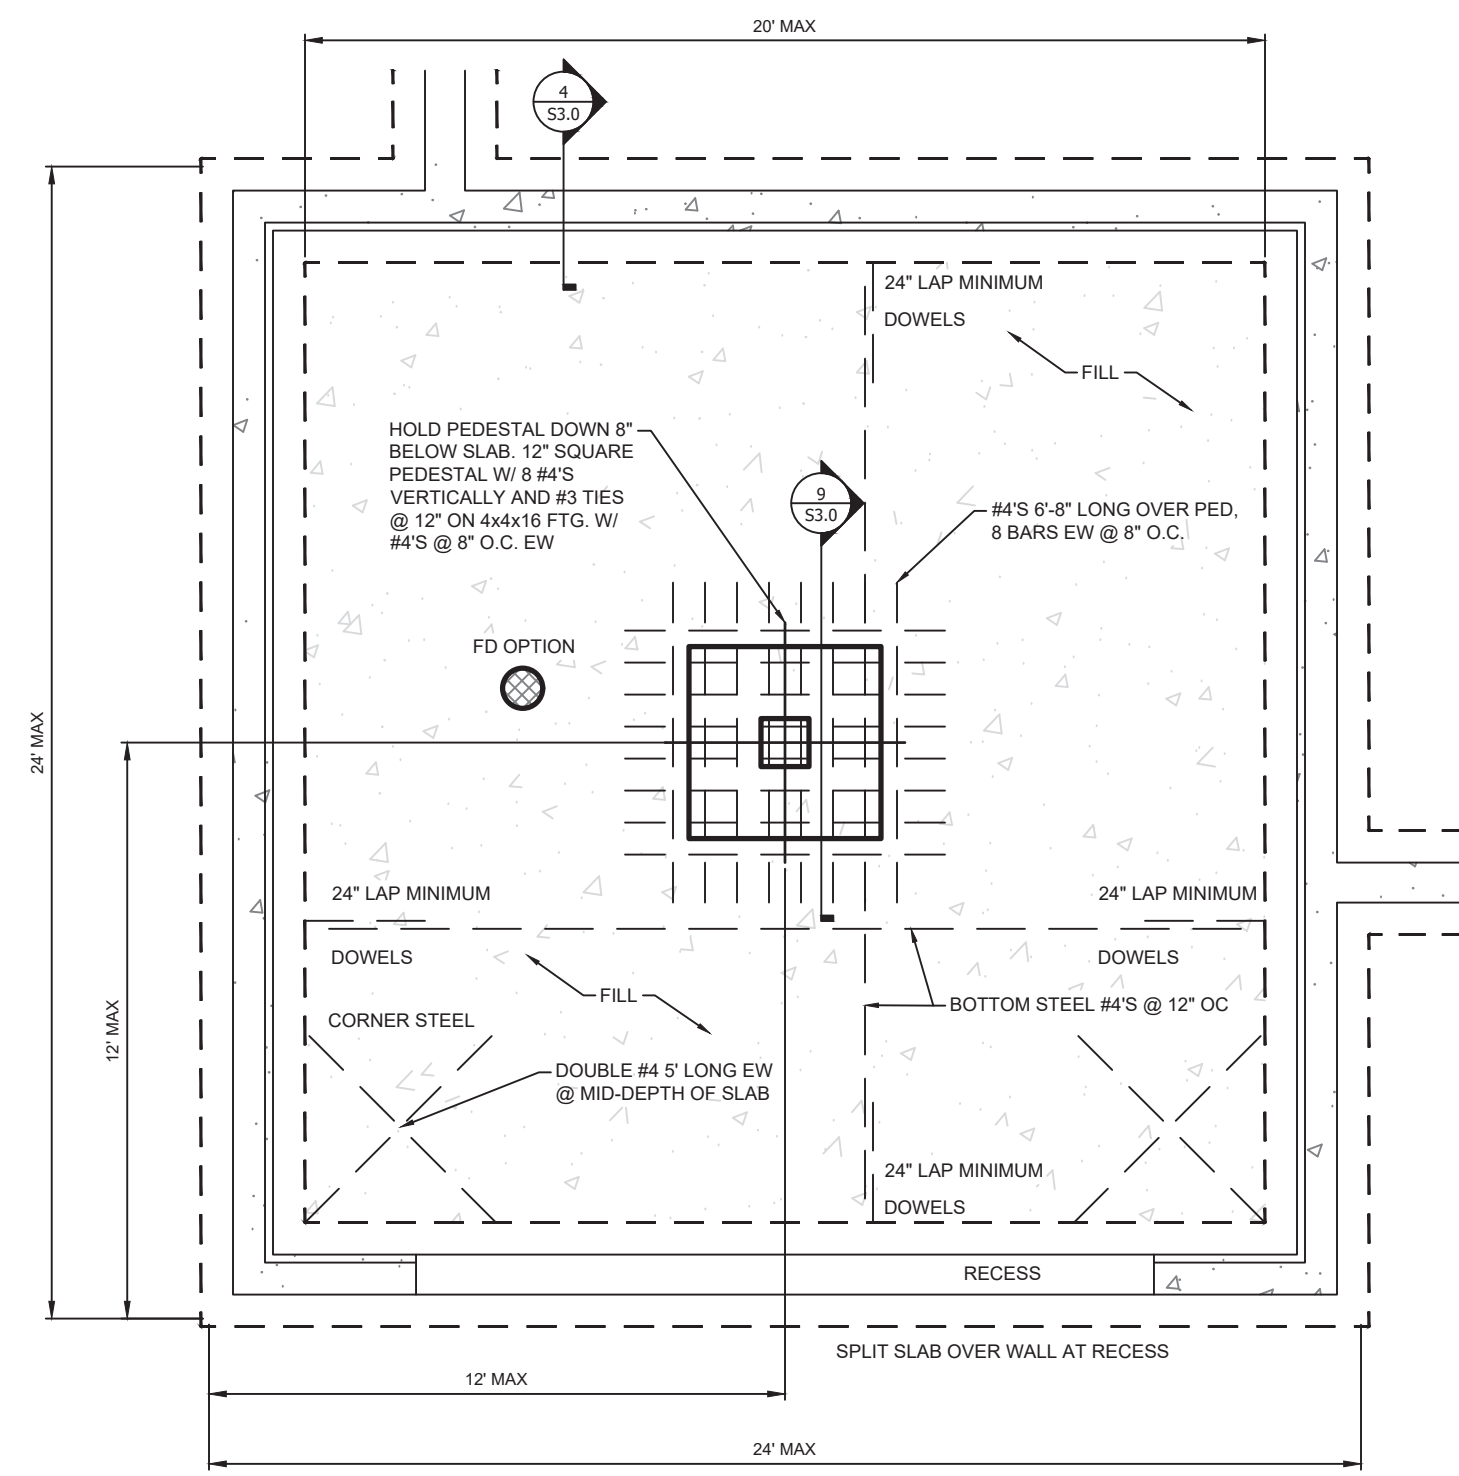 20' MAX
4
S3.0
24" LAP MINIMUM
DOWELS
FILL
HOLD PEDESTAL DOWN 8"
BELOW SLAB. 12" SQUARE
PEDESTAL W/ 8 #4'S
VERTICALLY AND #3 TIES
@ 12" ON 4x4x16 FTG. W/
#4'S @ 8" O.C. EW
9
S3.0
#4'S 6'-8" LONG OVER PED,
8 BARS EW @ 8" O.C.
FD OPTION
24' MAX
24" LAP MINIMUM
24" LAP MINIMUM
DOWELS
DOWELS
FILL
BOTTOM STEEL #4'S @ 12" OC
CORNER STEEL
12' MAX
DOUBLE #4 5' LONG EW
@ MID-DEPTH OF SLAB
24" LAP MINIMUM
DOWELS
RECESS
SPLIT SLAB OVER WALL AT RECESS
12' MAX
24' MAX